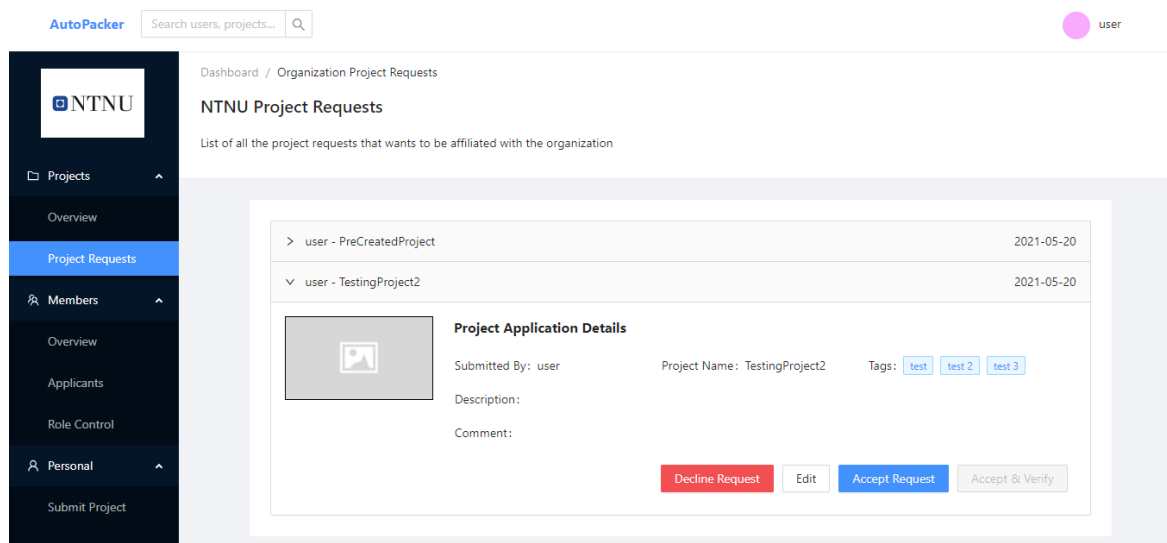 AutoPacker Search users, projects... user
NTNU
Dashboard / Organization Project Requests
NTNU Project Requests
List of all the project requests that wants to be affiliated with the organization
Projects
Overview
Project Requests
Members
Overview
Applicants
Role Control
Personal
Submit Project
user - PreCreatedProject 2021-05-20
user - TestingProject2 2021-05-20
Project Application Details
Submitted By: user Project Name: TestingProject2 Tags: test test 2 test 3
Description:
Comment:
Decline Request Edit Accept Request Accept & Verify